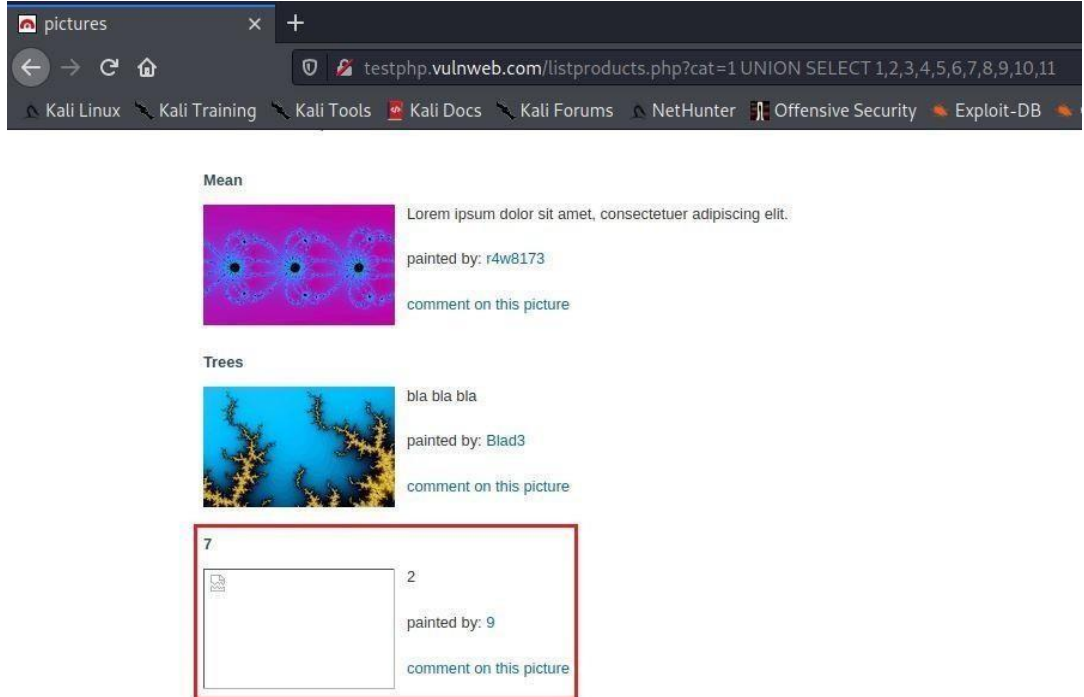 pictures
testphp.vulnweb.com/listproducts.php?cat=1 UNION SELECT 1,2,3,4,5,6,7,8,9,10,11
Kali Linux Kali Training Kali Tools Kali Docs Kali Forums NetHunter Offensive Security Exploit-DB
Mean
Lorem ipsum dolor sit amet, consectetuer adipiscing elit.
painted by: r4w8173
comment on this picture
Trees
bla bla bla
painted by: Blad3
comment on this picture
7
2
painted by: 9
comment on this picture